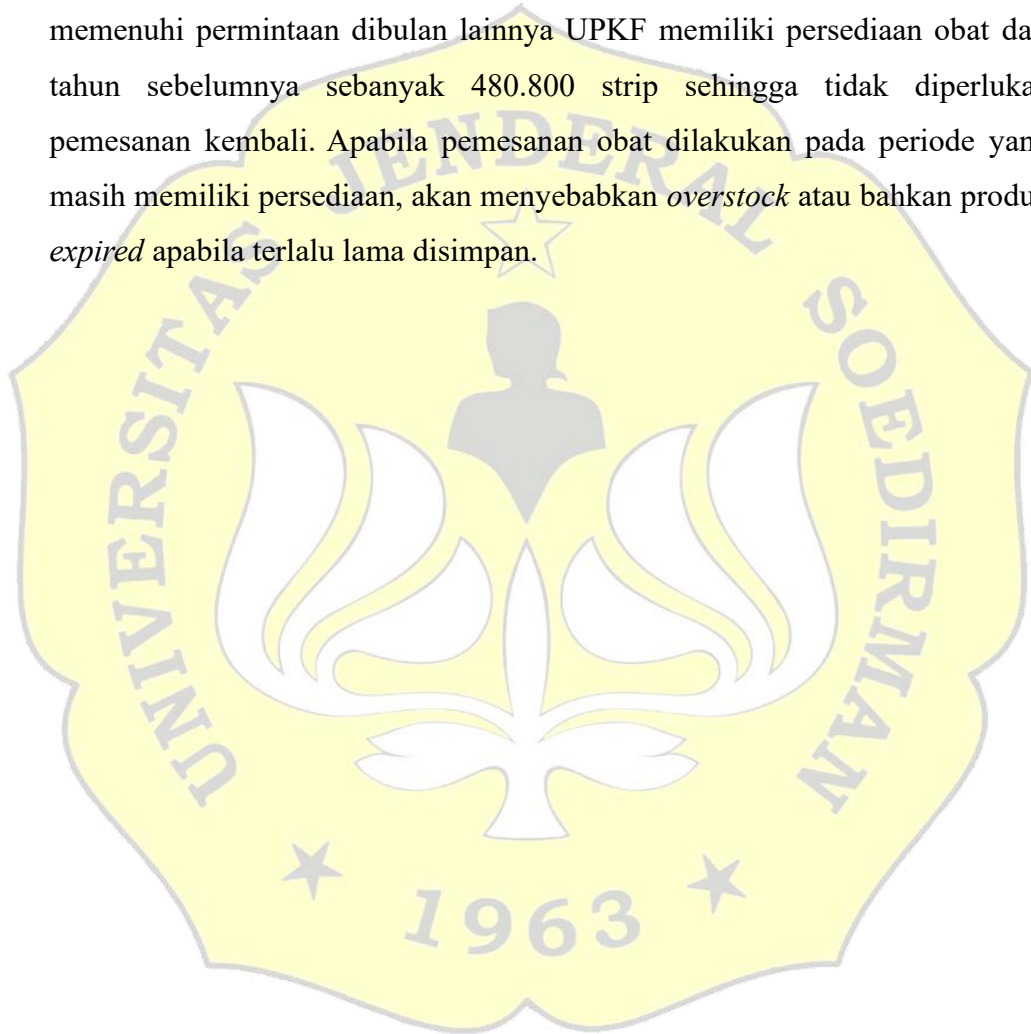 memenuhi permintaan dibulan lainnya UPKF memiliki persediaan obat da
tahun sebelumnya sebanyak 480.800 strip sehingga tidak diperluka
pemesanan kembali. Apabila pemesanan obat dilakukan pada periode yan
masih memiliki persediaan, akan menyebabkan overstock atau bahkan produ
expired apabila terlalu lama disimpan.
UNIVERSITAS JENDERAL SOEDIRMAN
1963